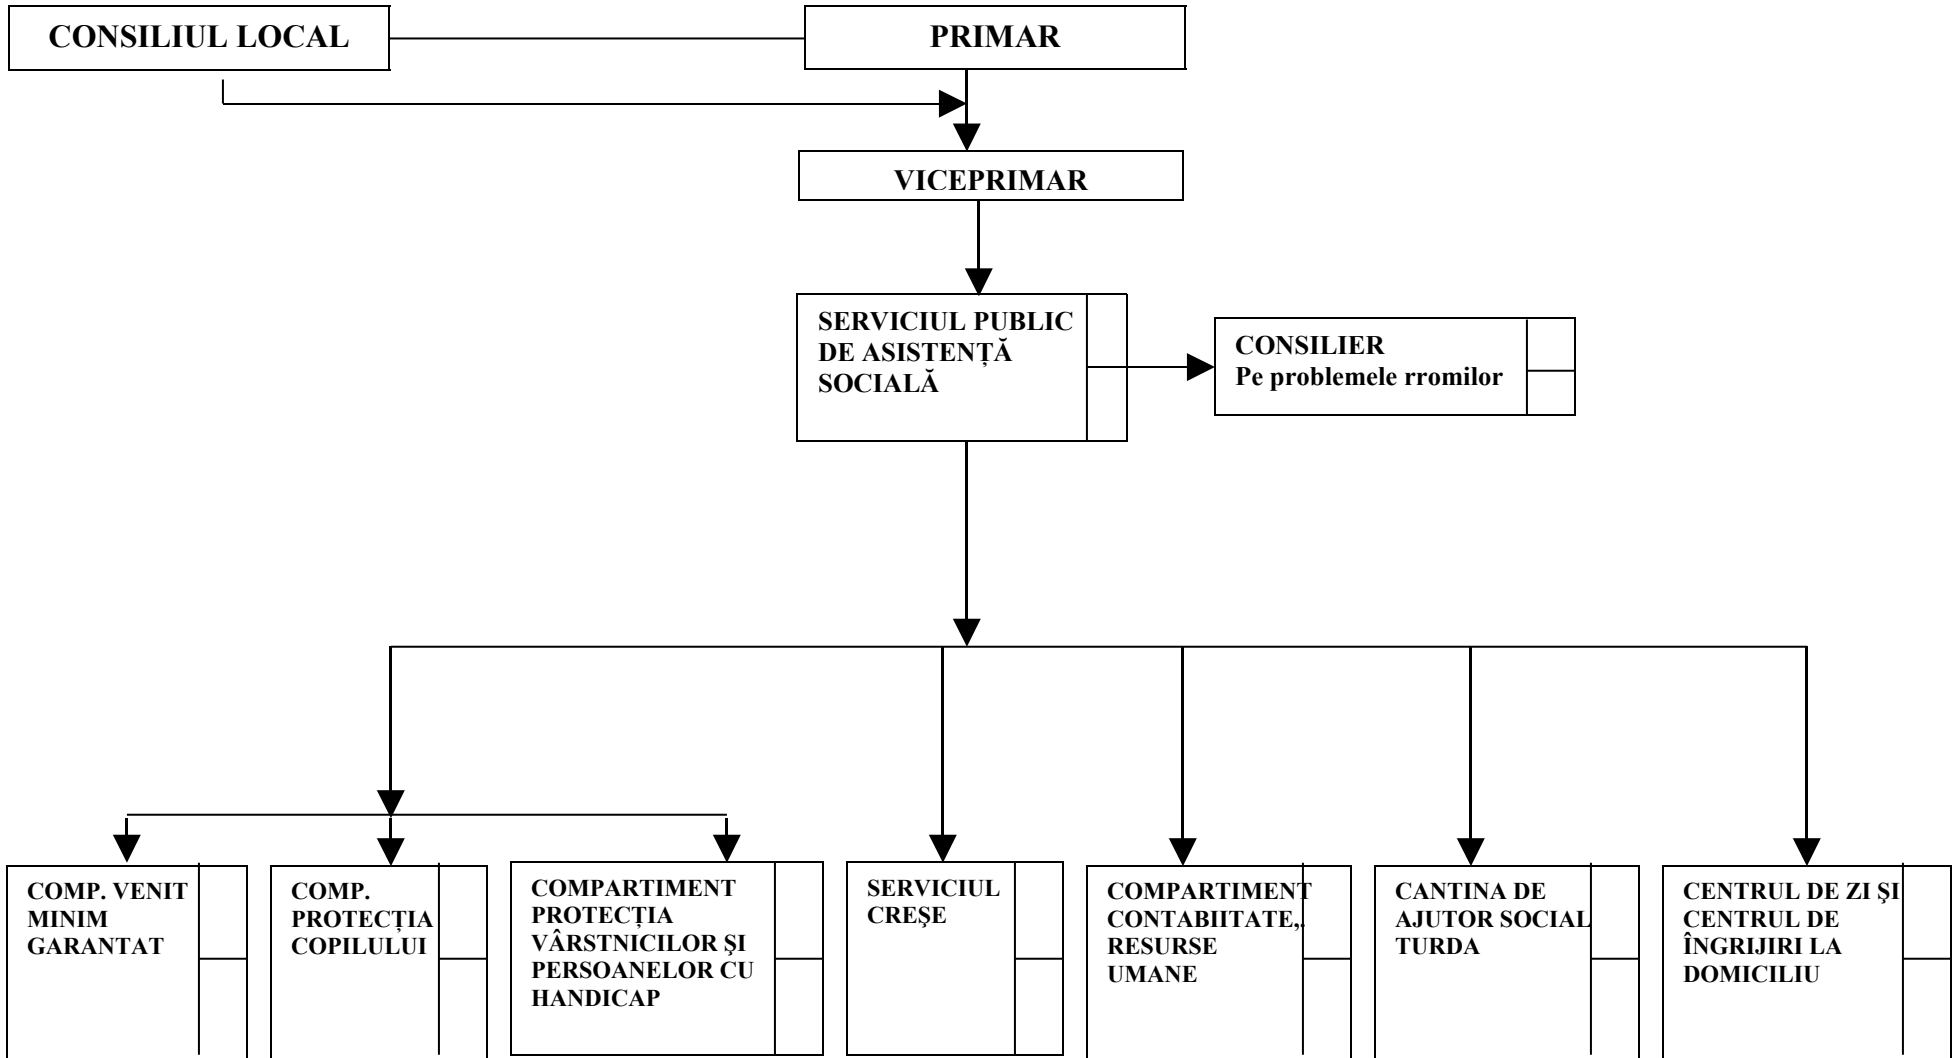 CONSILIUL LOCAL
PRIMAR
VICEPRIMAR
SERVICIUL PUBLIC
DE ASISTENȚĂ
SOCIALĂ
CONSILIER
Pe problemele rromilor
COMP. VENIT
MINIM
GARANTAT
COMP.
PROTECȚIA
COPILULUI
COMPARTIMENT
PROTECȚIA
VÂRSTNICILOR ŞI
PERSOANELOR CU
HANDICAP
SERVICIUL
CREŞE
COMPARTIMENT
CONTABIITATE,.
RESURSE
UMANE
CANTINA DE
AJUTOR SOCIAL
TURDA
CENTRUL DE ZI ŞI
CENTRUL DE
ÎNGRIJIRI LA
DOMICILIU